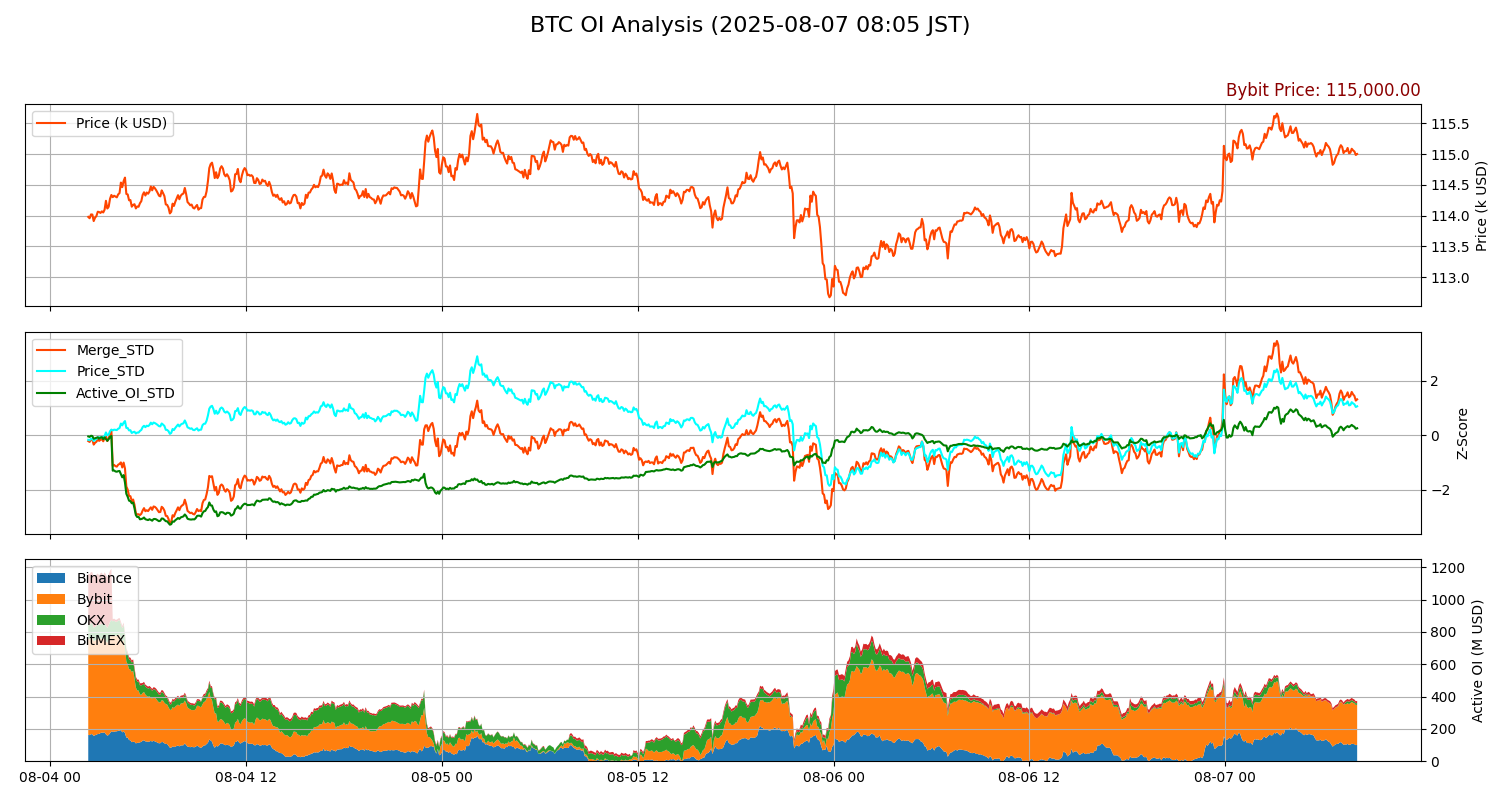 BTC OI Analysis (2025-08-07 08:05 JST)
Bybit Price: 115,000.00
Price (k USD)
115.5
115.0
114.5
114.0
113.5
113.0
Price (k USD)
Merge_STD
Price_STD
Active_OI_STD
2
0
−2
Z-Score
Binance
Bybit
OKX
BitMEX
1200
1000
800
600
400
200
0
Active OI (M USD)
08-04 00
08-04 12
08-05 00
08-05 12
08-06 00
08-06 12
08-07 00